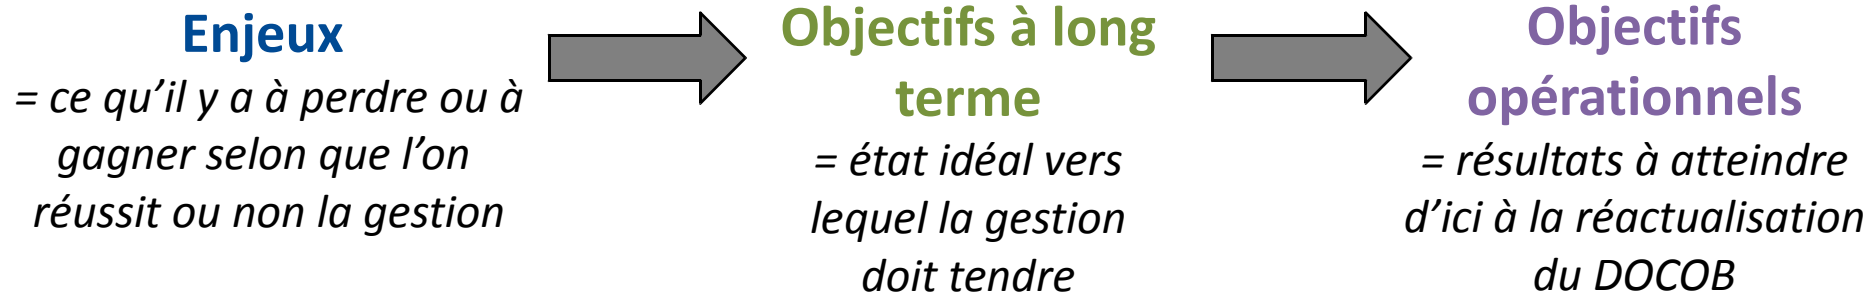 Enjeux
= ce qu’il y a à perdre ou à
gagner selon que l’on
réussit ou non la gestion
Objectifs à long
terme
= état idéal vers
lequel la gestion
doit tendre
Objectifs
opérationnels
= résultats à atteindre
d’ici à la réactualisation
du DOCOB